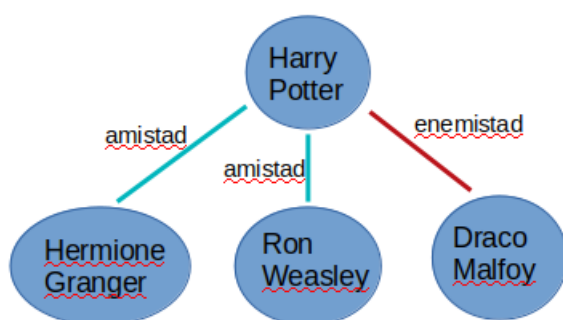 Harry
Potter
amistad
enemistad
amistad
Hermione
Granger
Ron
Weasley
Draco
Malfoy